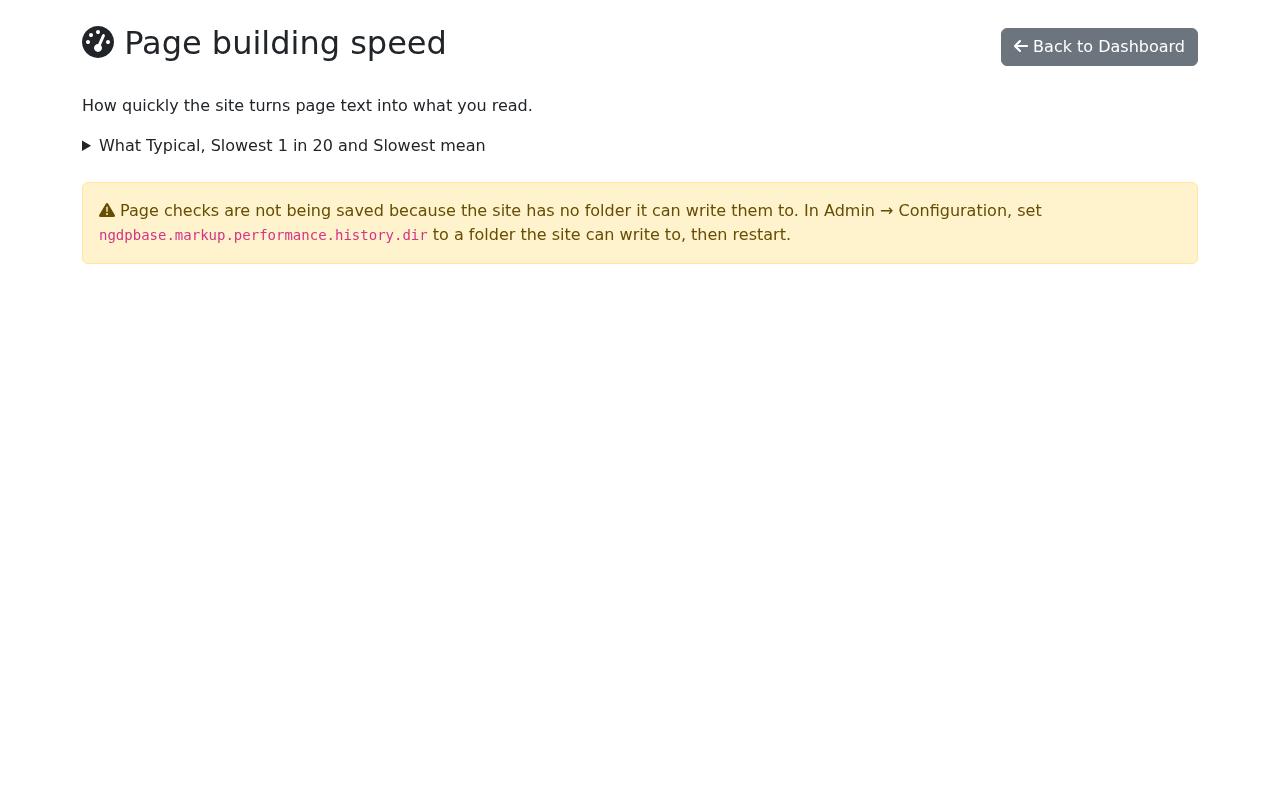 Page building speed
Back to Dashboard
How quickly the site turns page text into what you read.
What Typical, Slowest 1 in 20 and Slowest mean
Page checks are not being saved because the site has no folder it can write them to. In Admin → Configuration, set
ngdpbase.markup.performance.history.dir to a folder the site can write to, then restart.